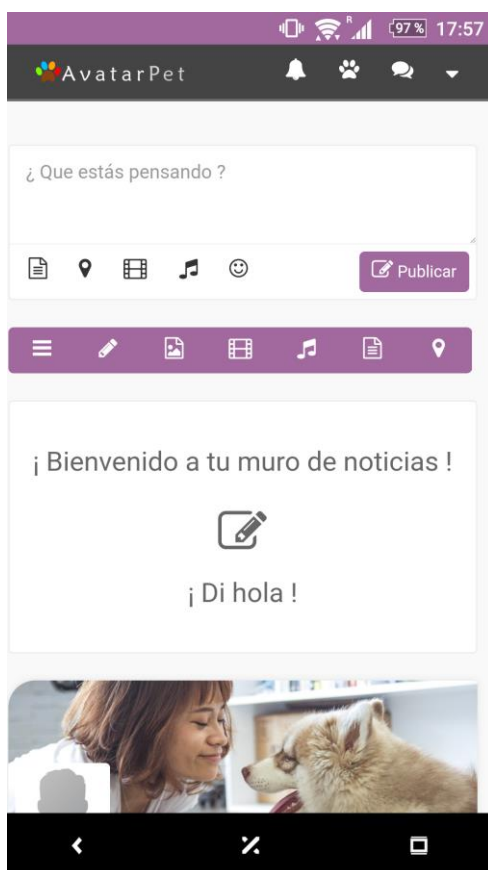 R
97 %
17:57
AvatarPet
¿ Que estás pensando ?
Publicar
¡ Bienvenido a tu muro de noticias !
¡ Di hola !